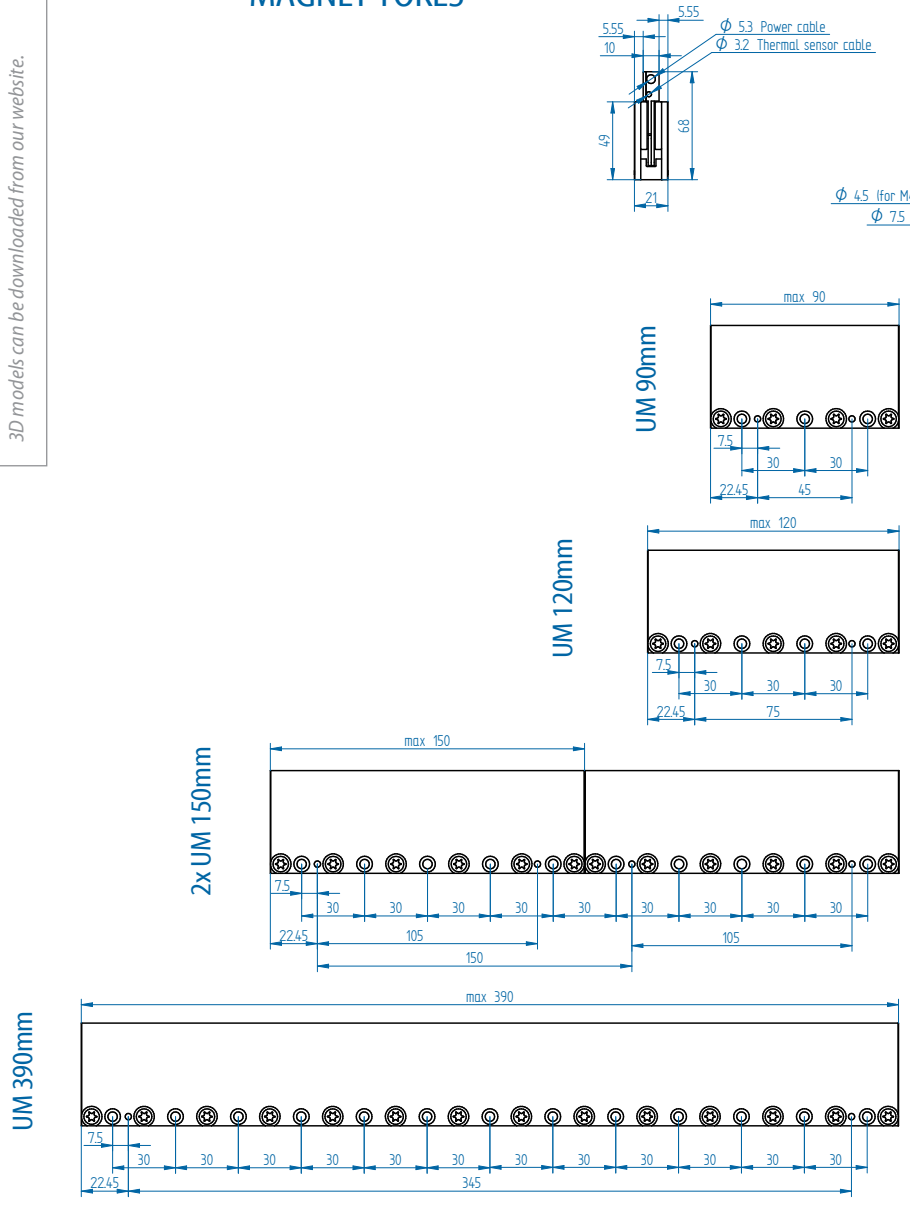 MAGNET YOKES
3D models can be downloaded from our website.
5.55
5.55
10
ϕ 5.3 Power cable
ϕ 3.2 Thermal sensor cable
49
68
21
ϕ 4.5 (for M
ϕ 7.5
UM 90mm
max 90
7.5
30 30
22.45 45
UM 120mm
max 120
7.5
30 30 30
22.45 75
2x UM 150mm
max 150
7.5
30 30 30 30 30 30 30 30 30
22.45 105 105
150
UM 390mm
max 390
7.5
30 30 30 30 30 30 30 30 30 30 30 30
22.45 345